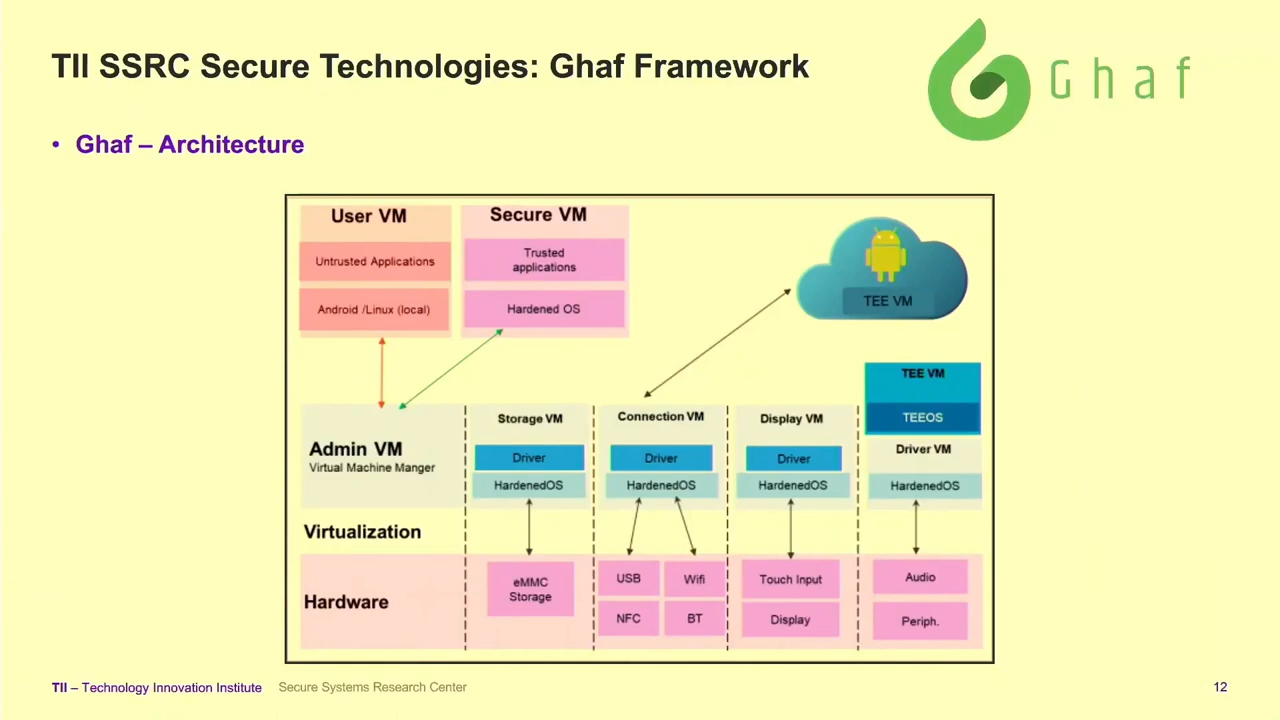 TII SSRC Secure Technologies: Ghaf Framework
Ghaf
• Ghaf – Architecture
User VM
Untrusted Applications
Android /Linux (local)
Secure VM
Trusted
applications
Hardened OS
TEE VM
TEE VM
TEEOS
Admin VM
Virtual Machine Manger
Storage VM
Driver
HardenedOS
Connection VM
Driver
HardenedOS
Display VM
Driver
HardenedOS
Driver VM
HardenedOS
Virtualization
Hardware
eMMC
Storage
USB
Wifi
NFC
BT
Touch Input
Display
Audio
Periph.
TII – Technology Innovation Institute Secure Systems Research Center
12